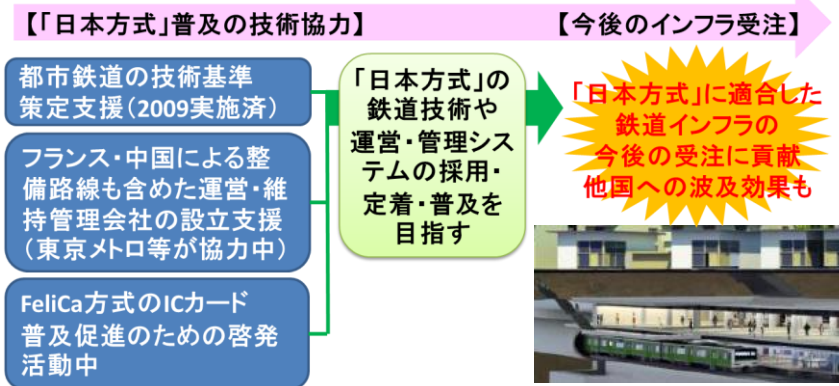 【「日本方式」普及の技術協力】
【今後のインフラ受注】
都市鉄道の技術基準
策定支援(2009実施済)
フランス・中国による整
備路線も含めた運営・維
持管理会社の設立支援
(東京メトロ等が協力中)
FeliCa方式のICカード
普及促進のための啓発
活動中
「日本方式」の
鉄道技術や
運営・管理シス
テムの採用・
定着・普及を
目指す
「日本方式」に適合した
鉄道インフラの
今後の受注に貢献
他国への波及効果も